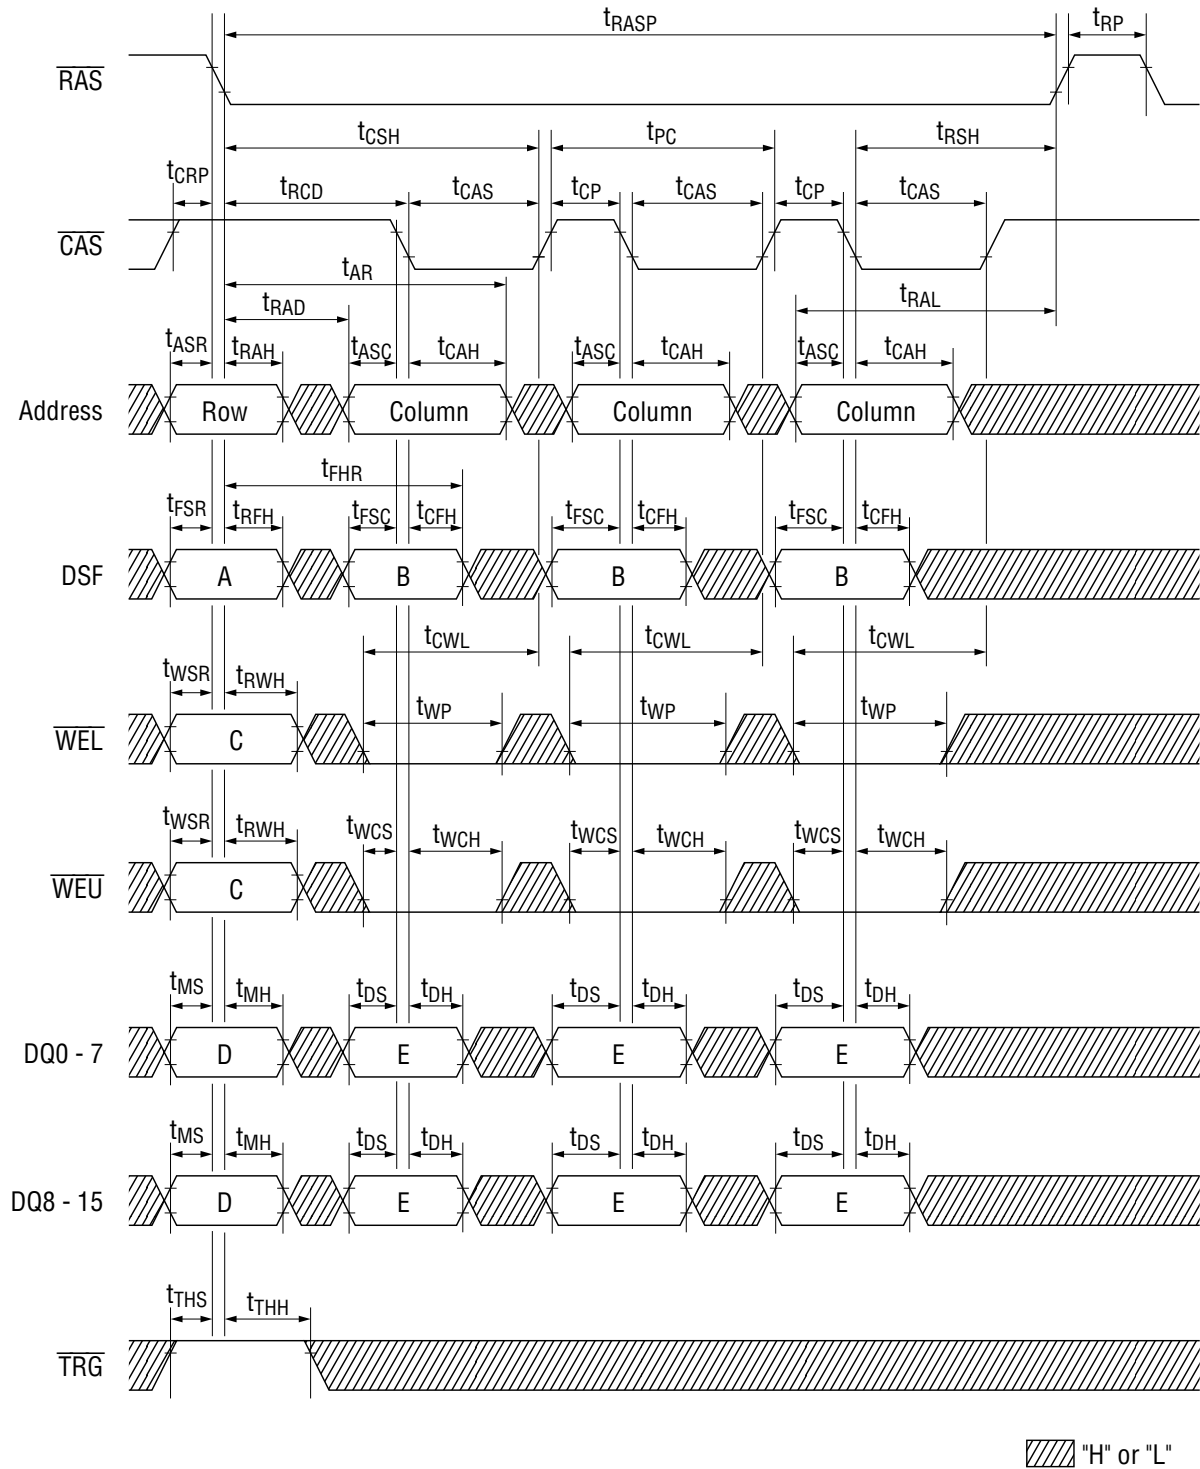 tRASP tRP
RAS
tCSH tPC tRSH
tCRP tRCD tCAS tCP tCAS tCP tCAS
CAS
tAR
tRAD tRAL
tASR tRAH tASC tCAH tASC tCAH tASC tCAH
Address Row Column Column Column
tFHR
tFSR tRFH tFSC tCFH tFSC tCFH tFSC tCFH
DSF A B B B
tCWL tCWL tCWL
tWSR tRWH tWP tWP tWP
WEL C
tWSR tRWH tWCS tWCH tWCS tWCH tWCS tWCH
WEU C
tMS tMH tDS tDH tDS tDH tDS tDH
DQ0 - 7 D E E E
tMS tMH tDS tDH tDS tDH tDS tDH
DQ8 - 15 D E E E
tTHS tTHH
TRG
"H" or "L"